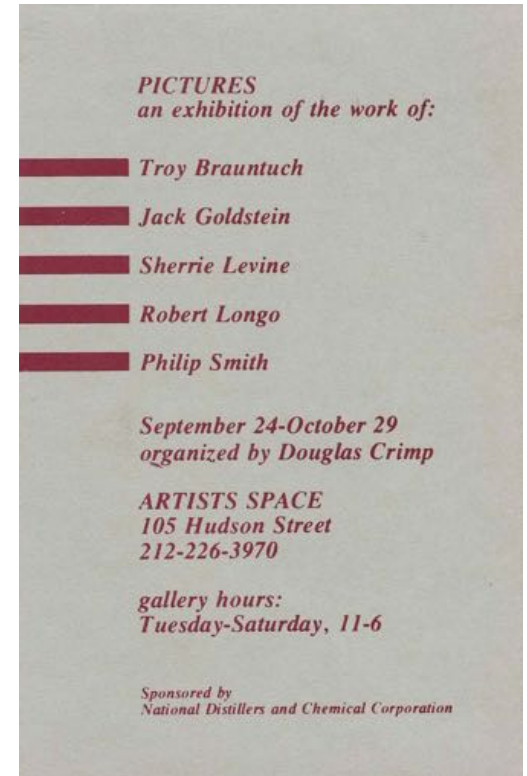 PICTURES
an exhibition of the work of:
Troy Brauntuch
Jack Goldstein
Sherrie Levine
Robert Longo
Philip Smith
September 24-October 29
organized by Douglas Crimp
ARTISTS SPACE
105 Hudson Street
212-226-3970
gallery hours:
Tuesday-Saturday, 11-6
Sponsored by
National Distillers and Chemical Corporation